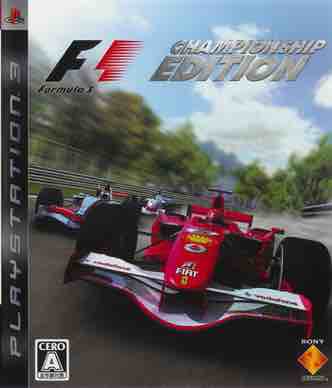 PLAYSTATION 3
F1
CHAMPIONSHIP
EDITION
Formula 1
FIAT
vodafone
CERO
A
SONY